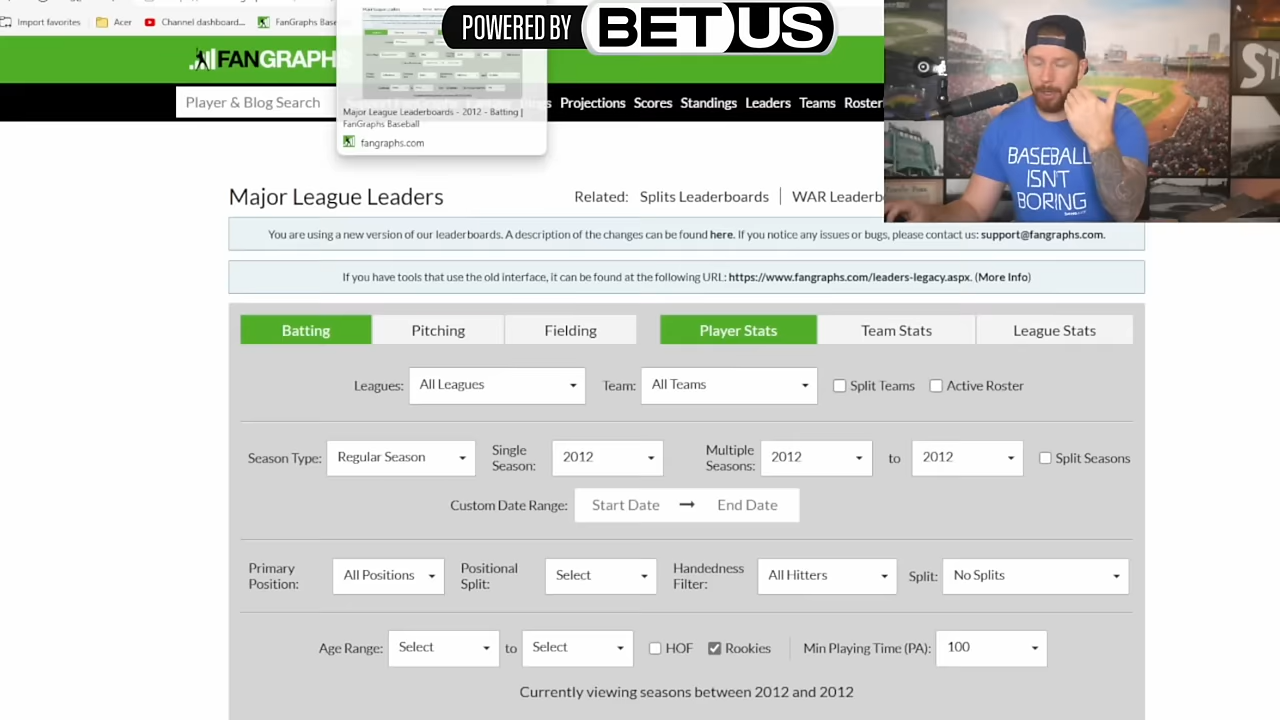 Import favorites
Acer
Channel dashboard...
FanGraphs Bas
POWERED BY BETUS
FANGRAPH
Player & Blog Search
Projections Scores Standings Leaders Teams Roster
Major League Leaderboards - 2012 - Batting |
FanGraphs Baseball
fangraphs.com
BASEBALL
ISN'T
BORING
ST
Major League Leaders
Related: Splits Leaderboards | WAR Leaderb
You are using a new version of our leaderboards. A description of the changes can be found here. If you notice any issues or bugs, please contact us: support@fangraphs.com.
If you have tools that use the old interface, it can be found at the following URL: https://www.fangraphs.com/leaders-legacy.aspx. (More Info)
Batting Pitching Fielding Player Stats Team Stats League Stats
Leagues: All Leagues Team: All Teams Split Teams Active Roster
Season Type: Regular Season Single Season: 2012 Multiple Seasons: 2012 to 2012 Split Seasons
Custom Date Range: Start Date → End Date
Primary Position: All Positions Positional Split: Select Handedness Filter: All Hitters Split: No Splits
Age Range: Select to Select HOF Rookies Min Playing Time (PA): 100
Currently viewing seasons between 2012 and 2012